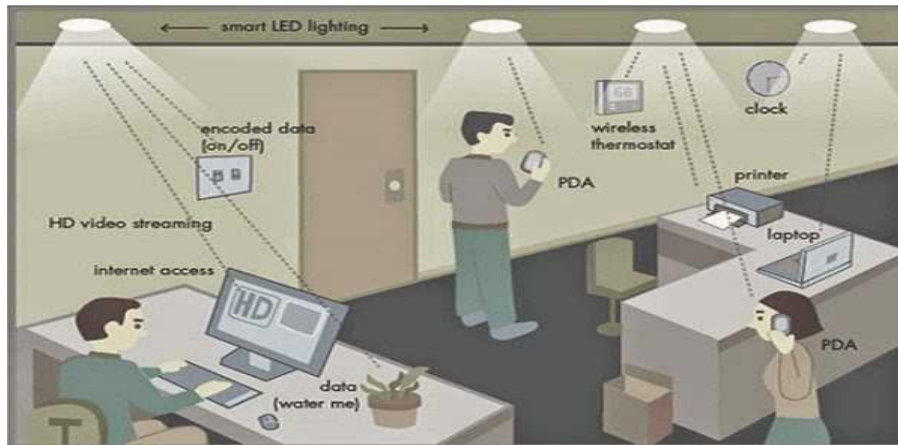 smart LED lighting
encoded data
(on/off)
68
wireless
thermostat
clock
PDA
printer
HD video streaming
laptop
internet access
HD
PDA
data
(water me)